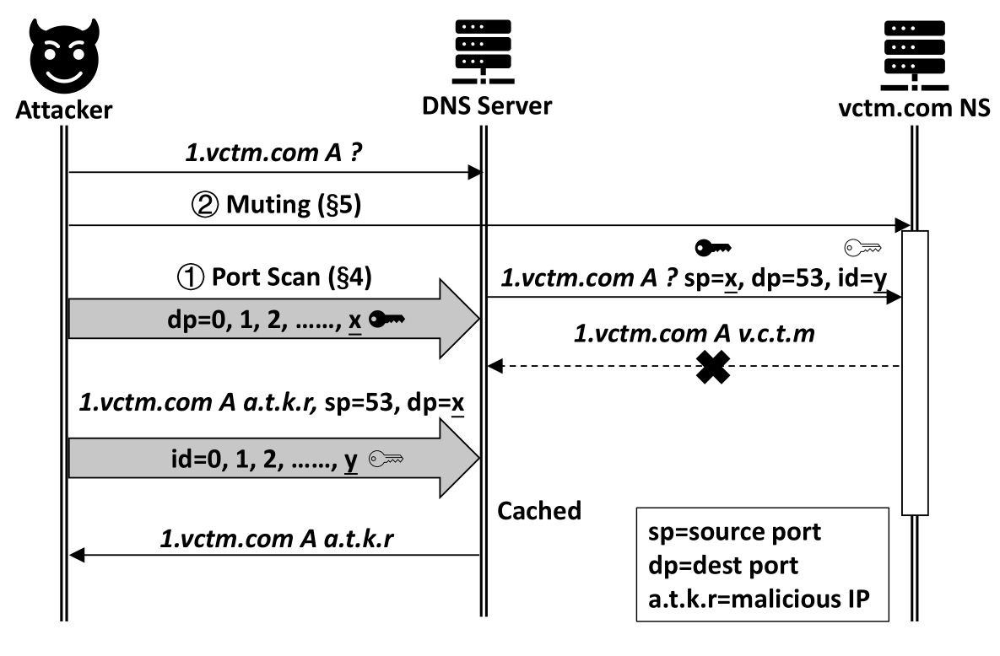 Attacker
DNS Server
vctm.com NS
1.vctm.com A ?
② Muting (§5)
① Port Scan (§4)
1.vctm.com A ? sp=x, dp=53, id=y
dp=0, 1, 2, ……, x
1.vctm.com A v.c.t.m
1.vctm.com A a.t.k.r, sp=53, dp=x
id=0, 1, 2, ……, y
Cached
1.vctm.com A a.t.k.r
sp=source port
dp=dest port
a.t.k.r=malicious IP